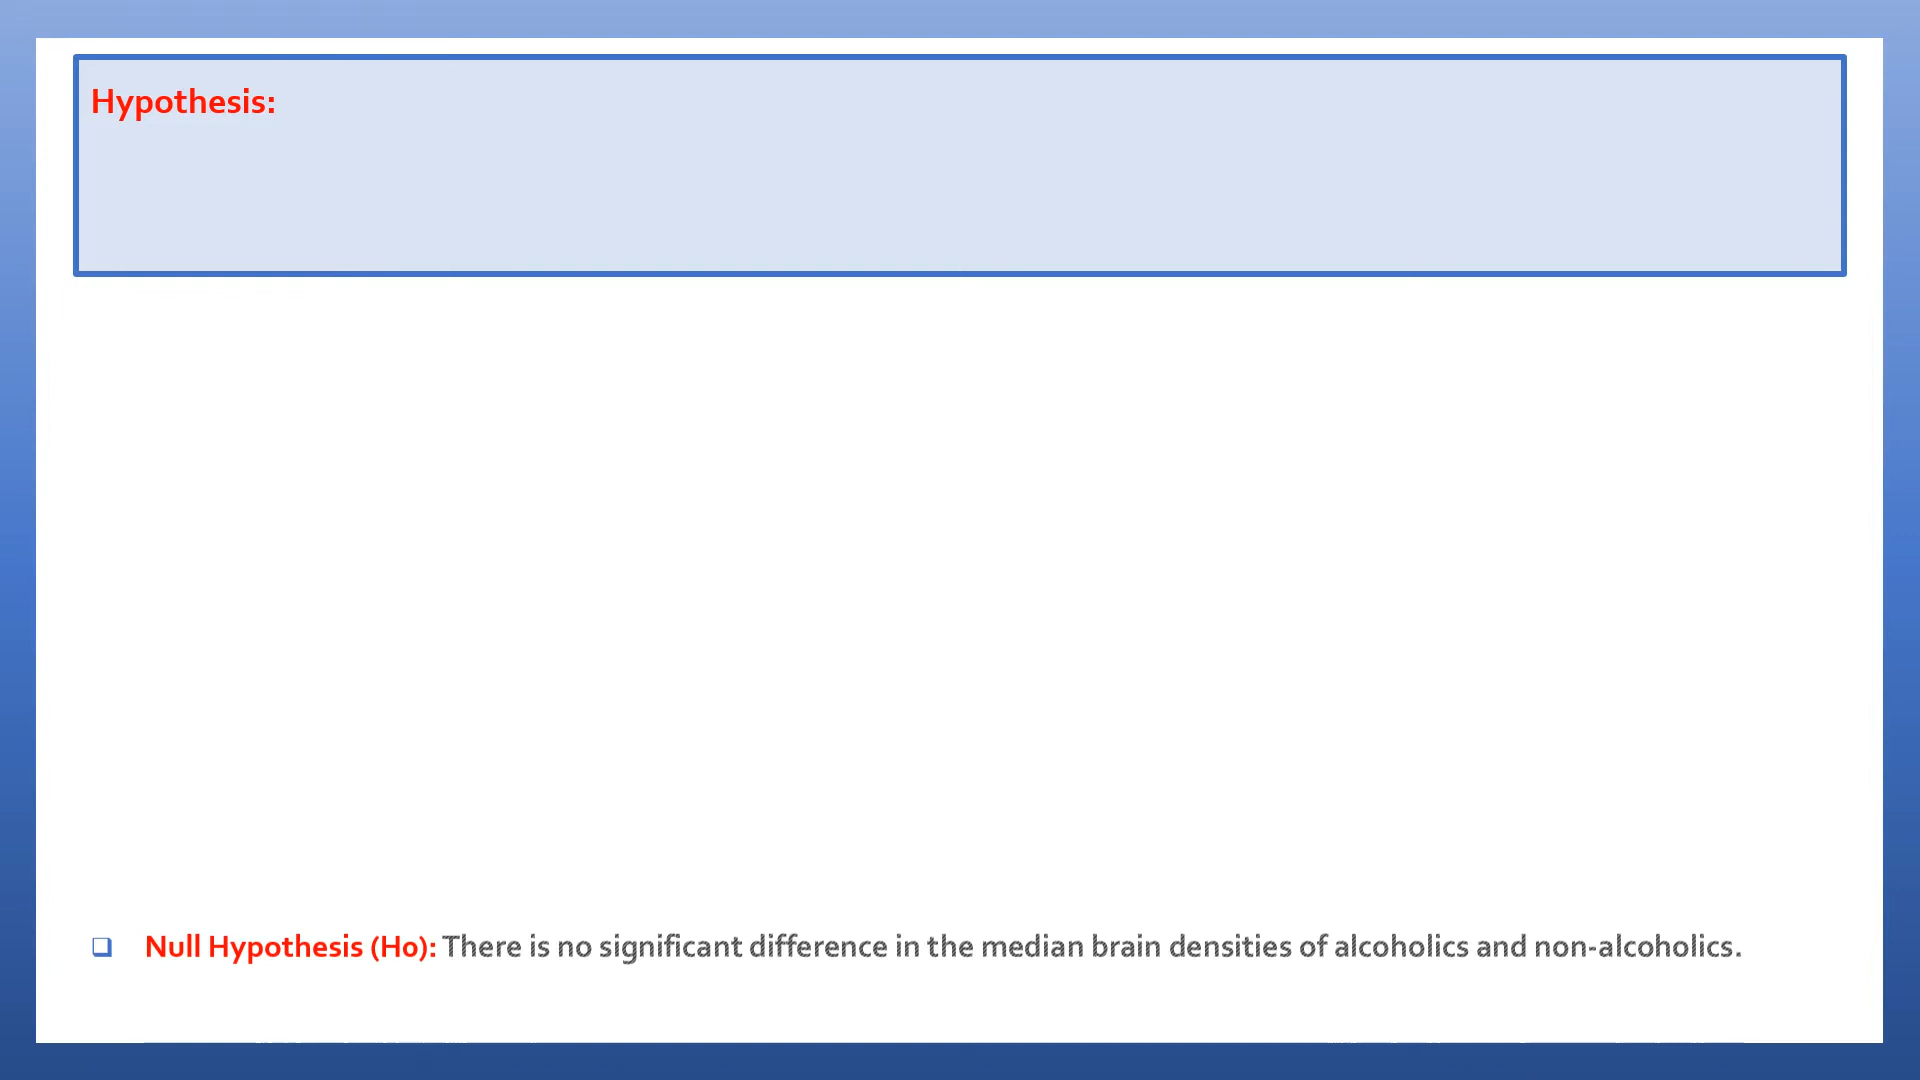 Hypothesis:
Null Hypothesis (Ho): There is no significant difference in the median brain densities of alcoholics and non-alcoholics.